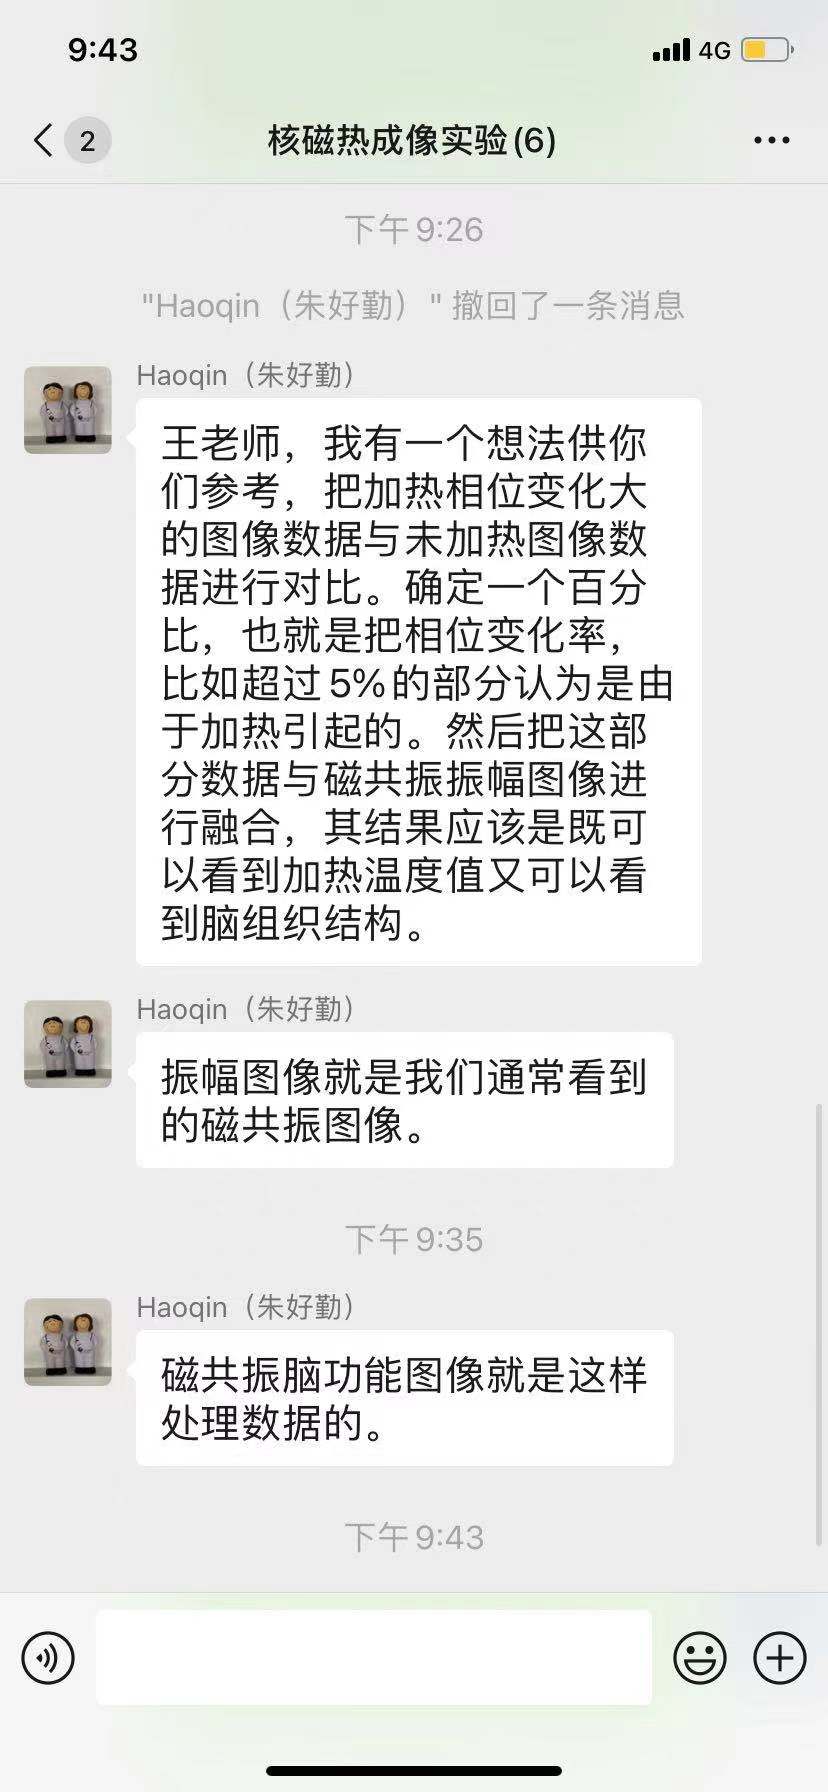 9:43
4G
2
核磁热成像实验(6)
下午9:26
"Haoqin（朱好勤）" 撤回了一条消息
Haoqin（朱好勤）
王老师，我有一个想法供你
们参考，把加热相位变化大
的图像数据与未加热图像数
据进行对比。确定一个百分
比，也就是把相位变化率，
比如超过5%的部分认为是由
于加热引起的。然后把这部
分数据与磁共振振幅图像进
行融合，其结果应该是既可
以看到加热温度值又可以看
到脑组织结构。
Haoqin（朱好勤）
振幅图像就是我们通常看到
的磁共振图像。
下午9:35
Haoqin（朱好勤）
磁共振脑功能图像就是这样
处理数据的。
下午9:43